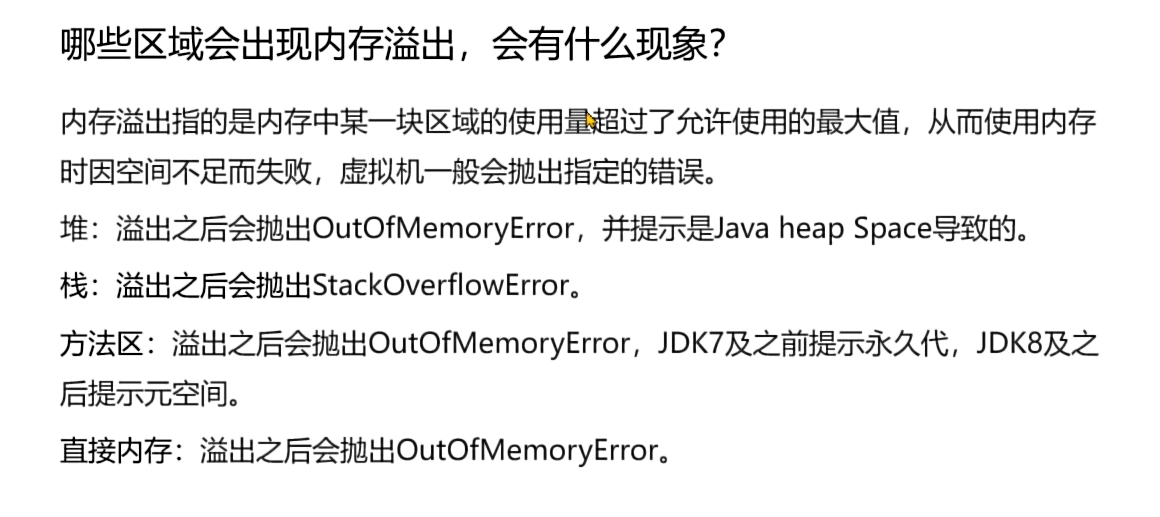 哪些区域会出现内存溢出，会有什么现象？
内存溢出指的是内存中某一块区域的使用量超过了允许使用的最大值，从而使用内存
时因空间不足而失败，虚拟机一般会抛出指定的错误。
堆：溢出之后会抛出OutOfMemoryError，并提示是Java heap Space导致的。
栈：溢出之后会抛出StackOverflowError。
方法区：溢出之后会抛出OutOfMemoryError，JDK7及之前提示永久代，JDK8及之
后提示元空间。
直接内存：溢出之后会抛出OutOfMemoryError。